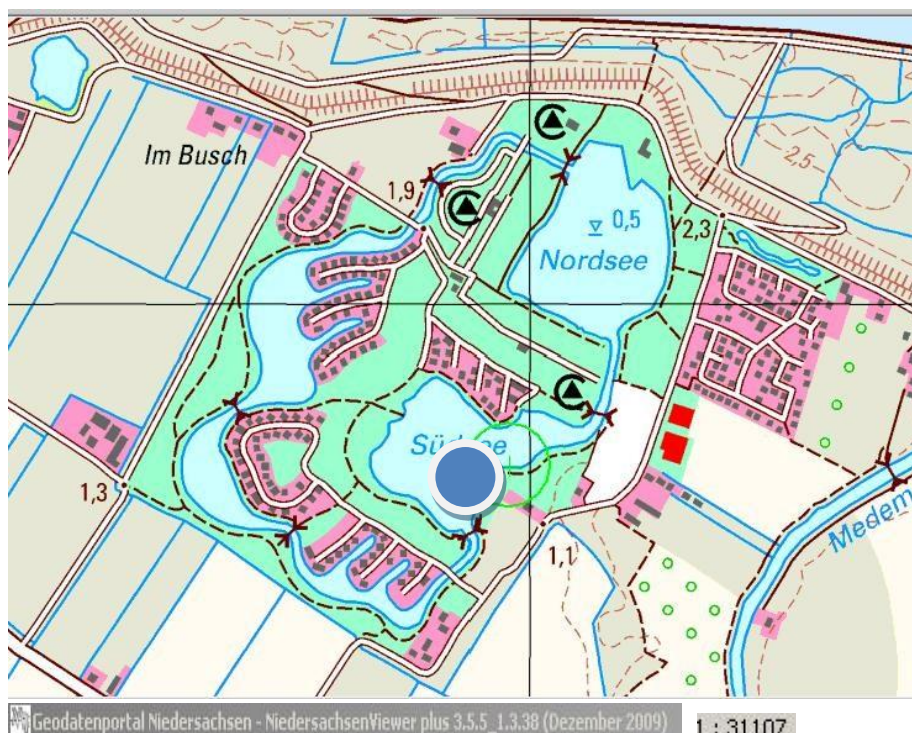 Im Busch
1,9
2,5
0,5
2,3
Nordsee
Südsee
1,3
1,1
Medem
Geodatenportal Niedersachsen - NiedersachsenViewer plus 3.5.5_1.3.38 (Dezember 2009)
1 : 31107